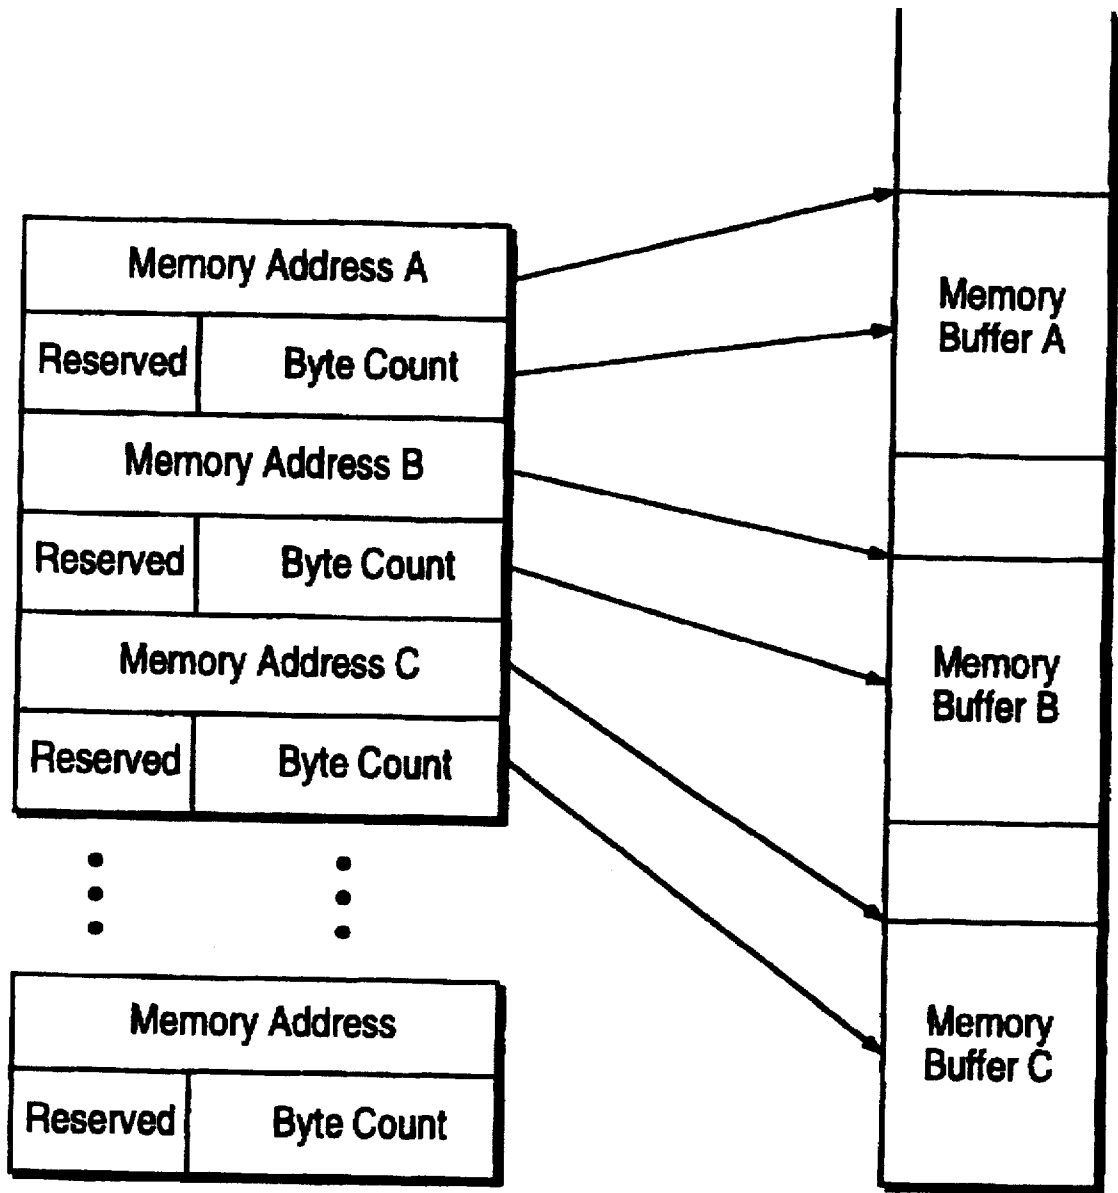 Memory Address A
Reserved
Byte Count
Memory Address B
Reserved
Byte Count
Memory Address C
Reserved
Byte Count
Memory Address
Reserved
Byte Count
Memory
Buffer A
Memory
Buffer B
Memory
Buffer C